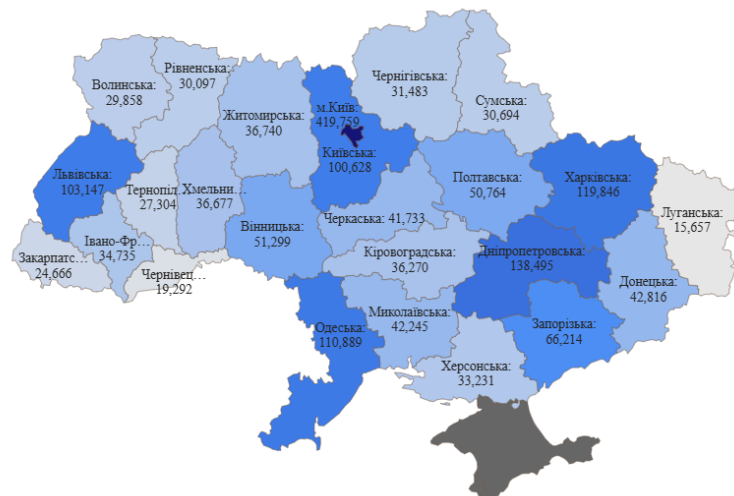 Волинська:
29,858
Рівненська:
30,097
Житомирська:
36,740
м.Київ:
419,759
Київська:
100,628
Чернігівська:
31,483
Сумська:
30,694
Львівська:
103,147
Тернопіл...
27,304
Хмельни...
36,677
Вінницька:
51,299
Черкаська: 41,733
Полтавська:
50,764
Харківська:
119,846
Луганська:
15,657
Закарпатс...
24,666
Івано-Фр...
34,735
Чернівец...
19,292
Кіровоградська:
36,270
Дніпропетровська:
138,495
Донецька:
42,816
Одеська:
110,889
Миколаївська:
42,245
Запорізька:
66,214
Херсонська:
33,231